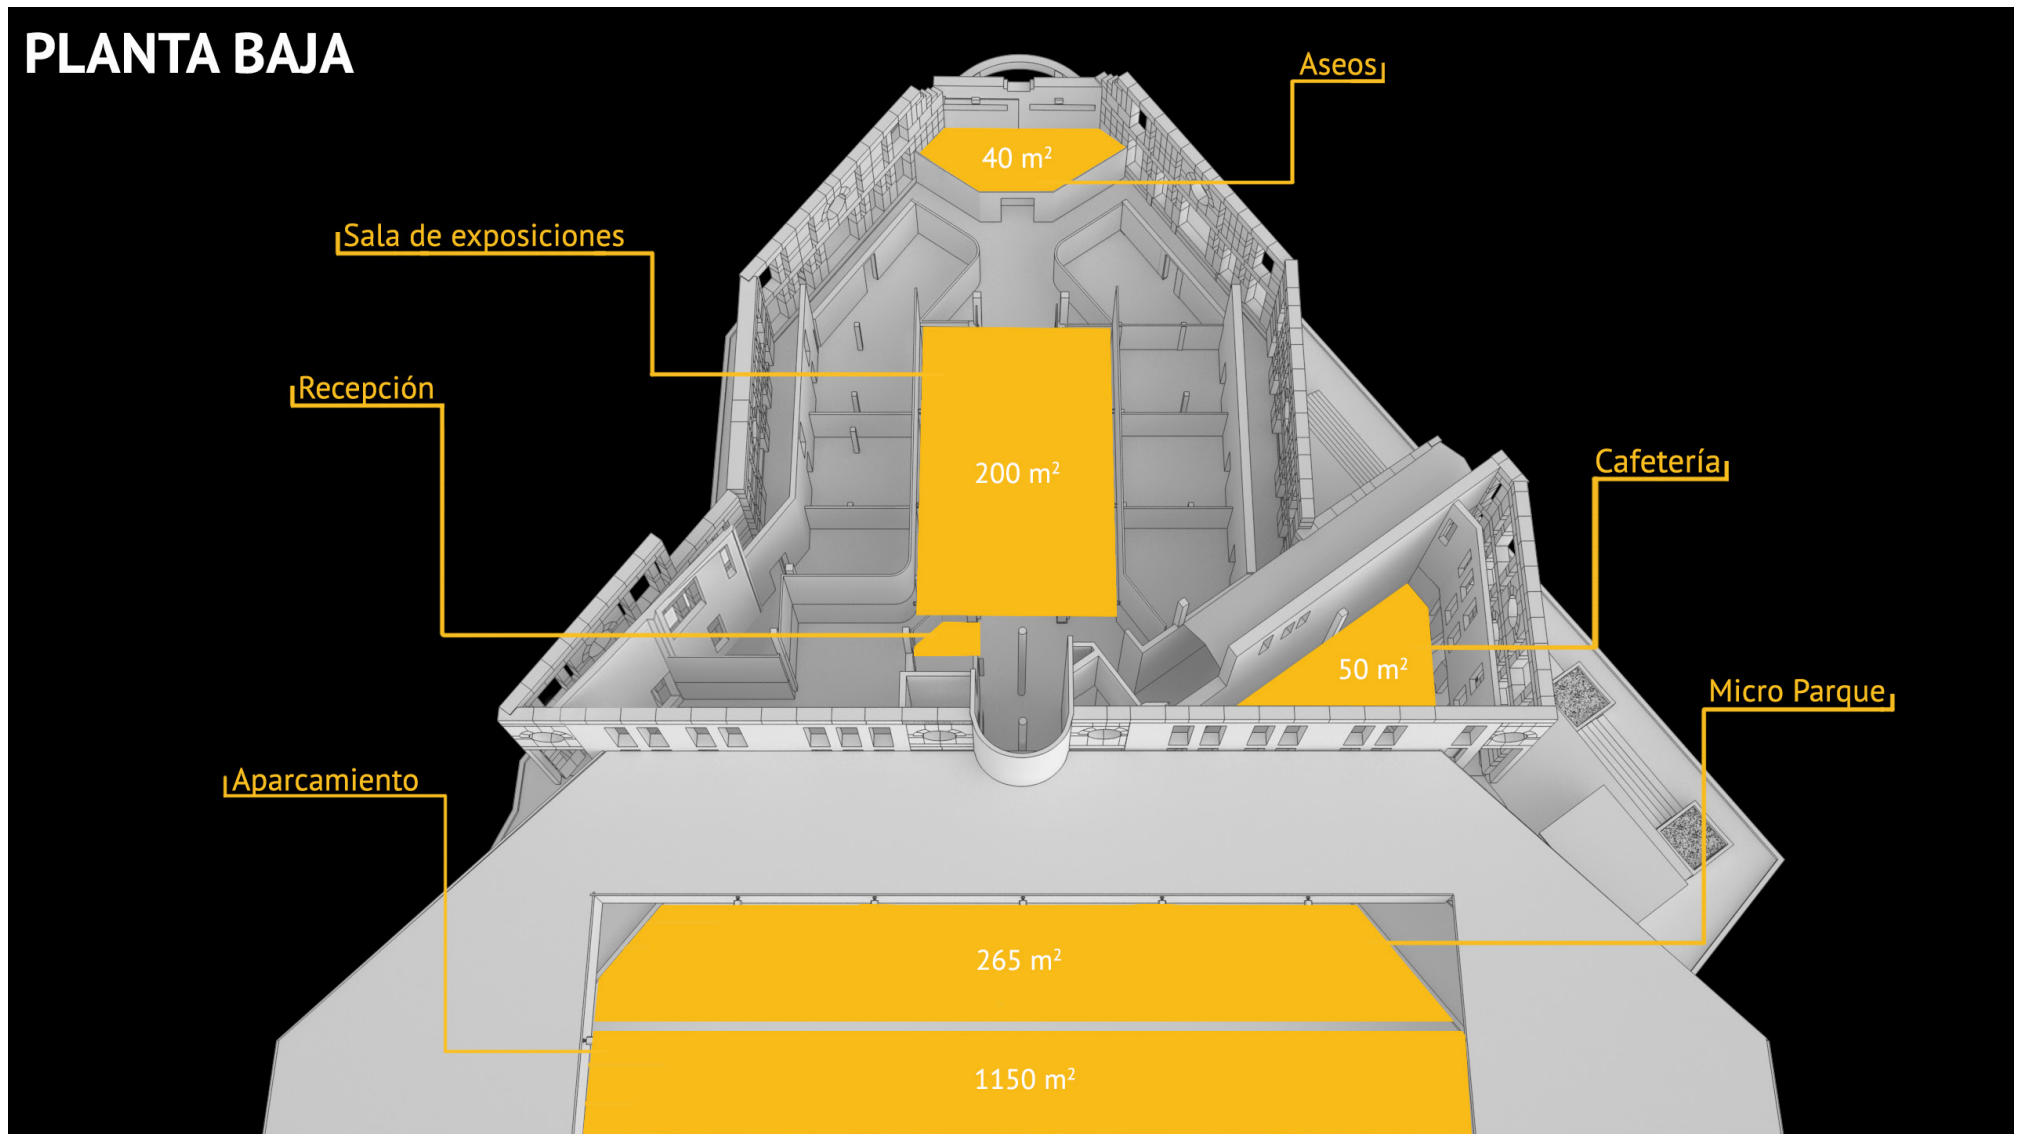 PLANTA BAJA
Aseos
40 m²
Sala de exposiciones
Recepción
200 m²
Cafetería
50 m²
Micro Parque
Aparcamiento
265 m²
1150 m²